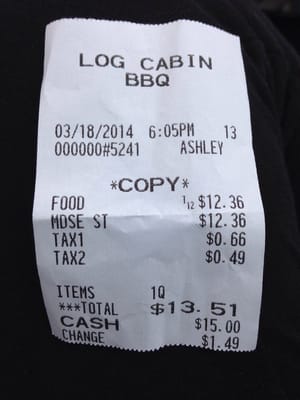 LOG CABIN
BBQ
03/18/2014 6:05PM 13
000000#5241 ASHLEY
*COPY*
FOOD $12.36
MDSE ST $12.36
TAX1 $0.66
TAX2 $0.49
ITEMS 1Q
***TOTAL $13.51
CASH $15.00
CHANGE $1.49